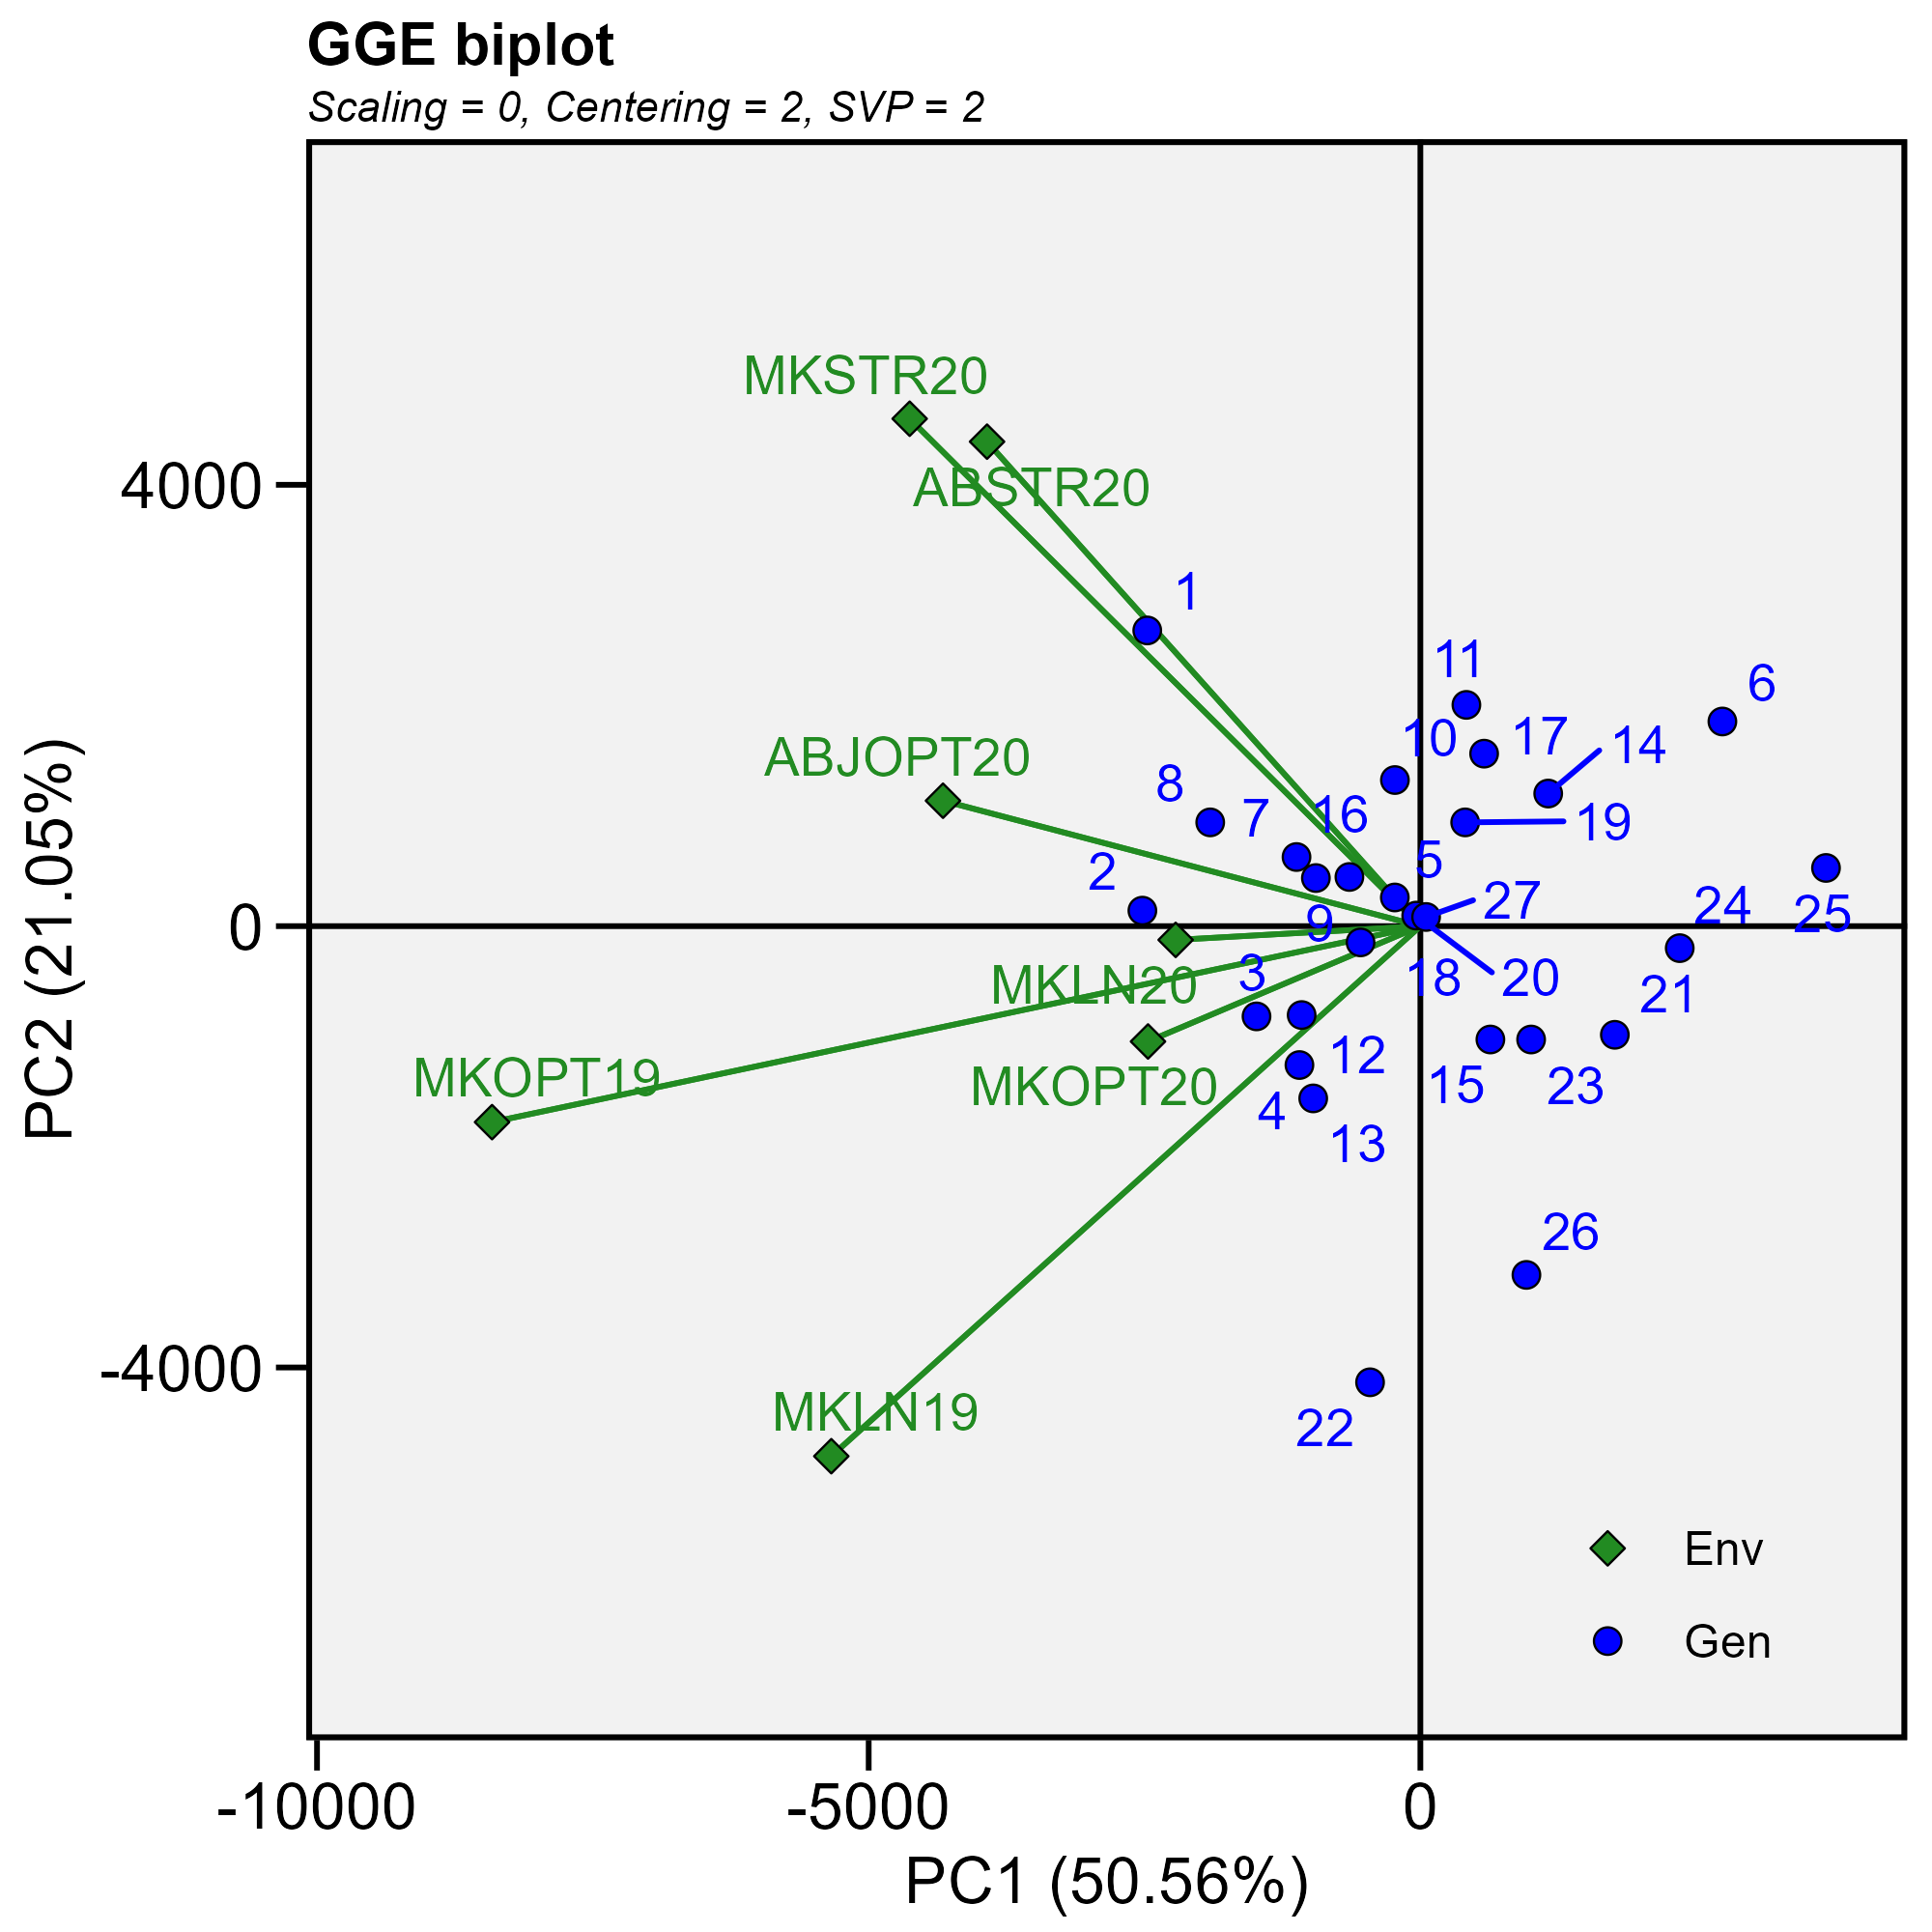 GGE biplot
Scaling = 0, Centering = 2, SVP = 2
MKSTR20
4000
ABSTR20
1
11
6
10
17
14
ABJOPT20
8
7
16
19
5
2
27
24
25
9
0
3
18
20
21
MKLN20
MKOPT19
12
MKOPT20
15
23
4
13
26
-4000
MKLN19
22
Env
Gen
-10000
-5000
0
PC1 (50.56%)
PC2 (21.05%)